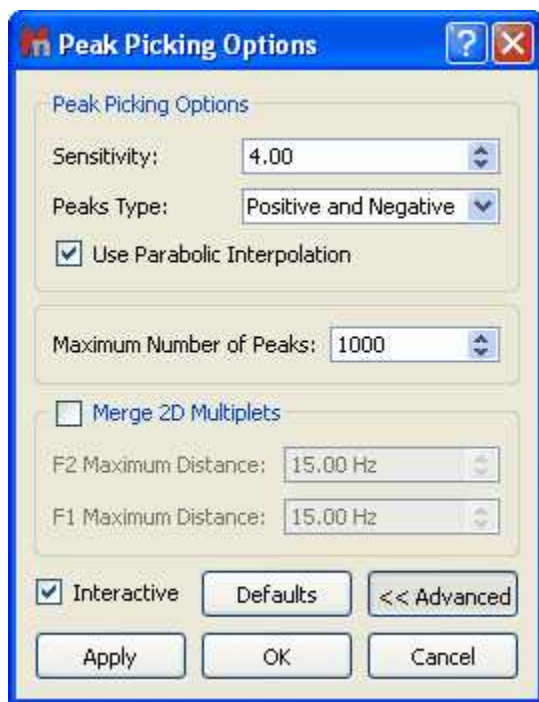 Peak Picking Options
Peak Picking Options
Sensitivity: 4.00
Peaks Type: Positive and Negative
Use Parabolic Interpolation
Maximum Number of Peaks: 1000
Merge 2D Multiplets
F2 Maximum Distance: 15.00 Hz
F1 Maximum Distance: 15.00 Hz
Interactive Defaults << Advanced
Apply OK Cancel